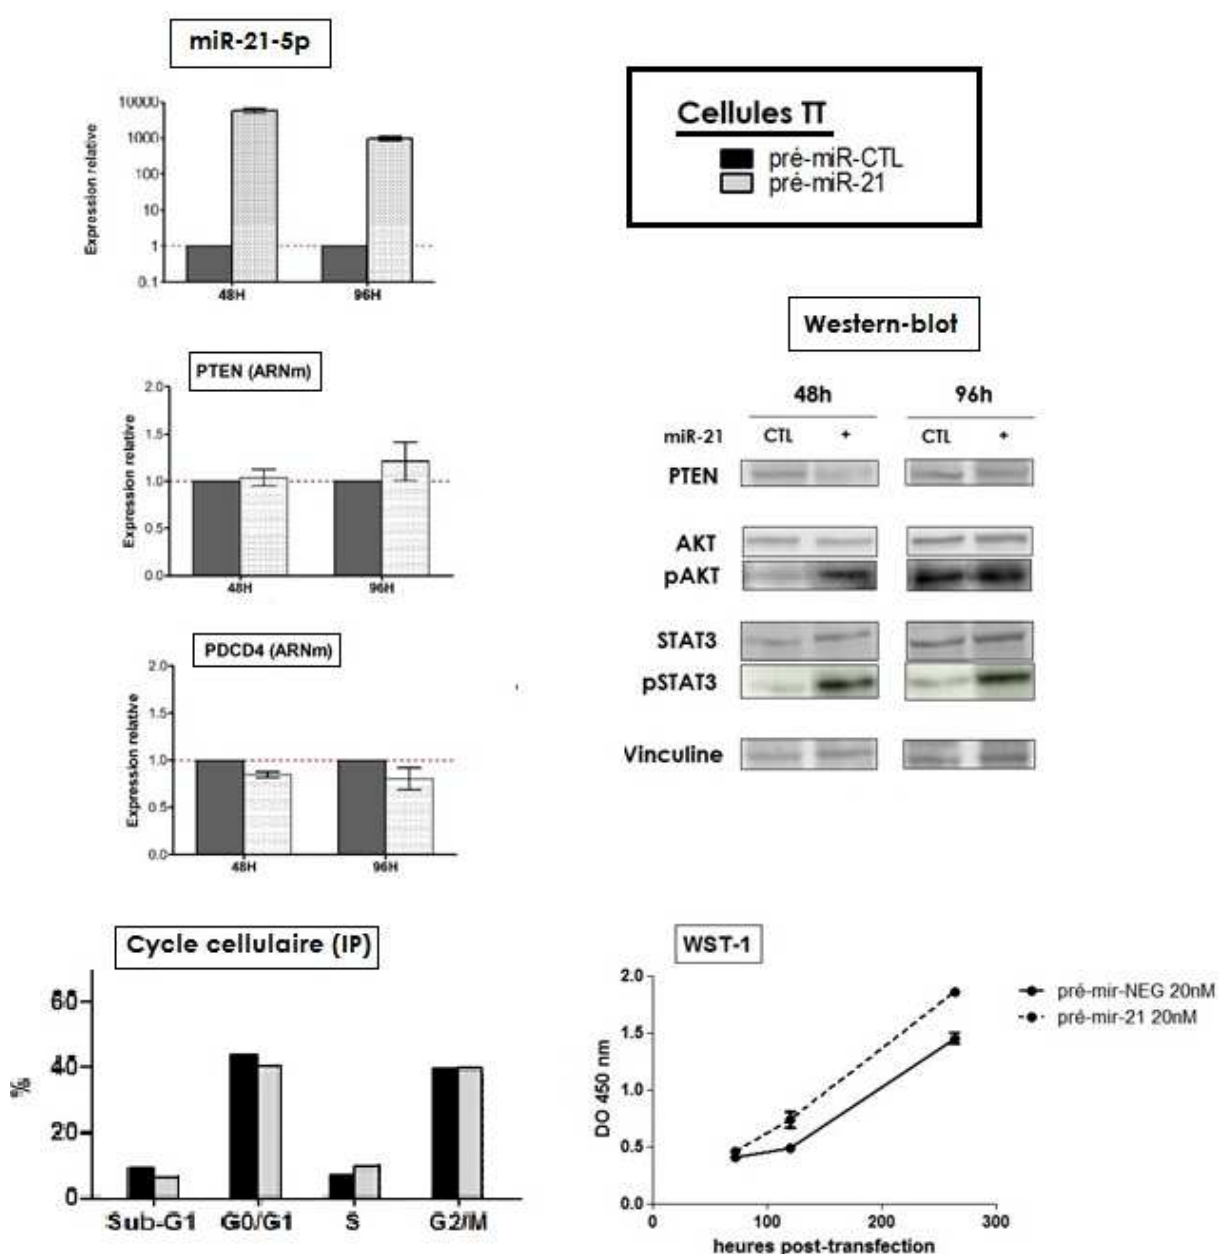 miR-21-5p
Expression relative
10000
1000
100
10
1
0.1
48H
96H
Cellules TT
pré-miR-CTL
pré-miR-21
PTEN (ARNm)
Expression relative
2.0
1.5
1.0
0.5
0.0
48H
96H
Western-blot
48h 96h
miR-21 CTL + CTL +
PTEN
AKT
pAKT
STAT3
pSTAT3
Vinculine
PDCD4 (ARNm)
Expression relative
2.0
1.5
1.0
0.5
0.0
48H
96H
Cycle cellulaire (IP)
%
60
40
20
0
Sub-G1 G0/G1 S G2/M
WST-1
DO 450 nm
2.0
1.5
1.0
0.5
0.0
0 100 200 300
heures post-transfection
pré-mir-NEG 20nM
pré-mir-21 20nM